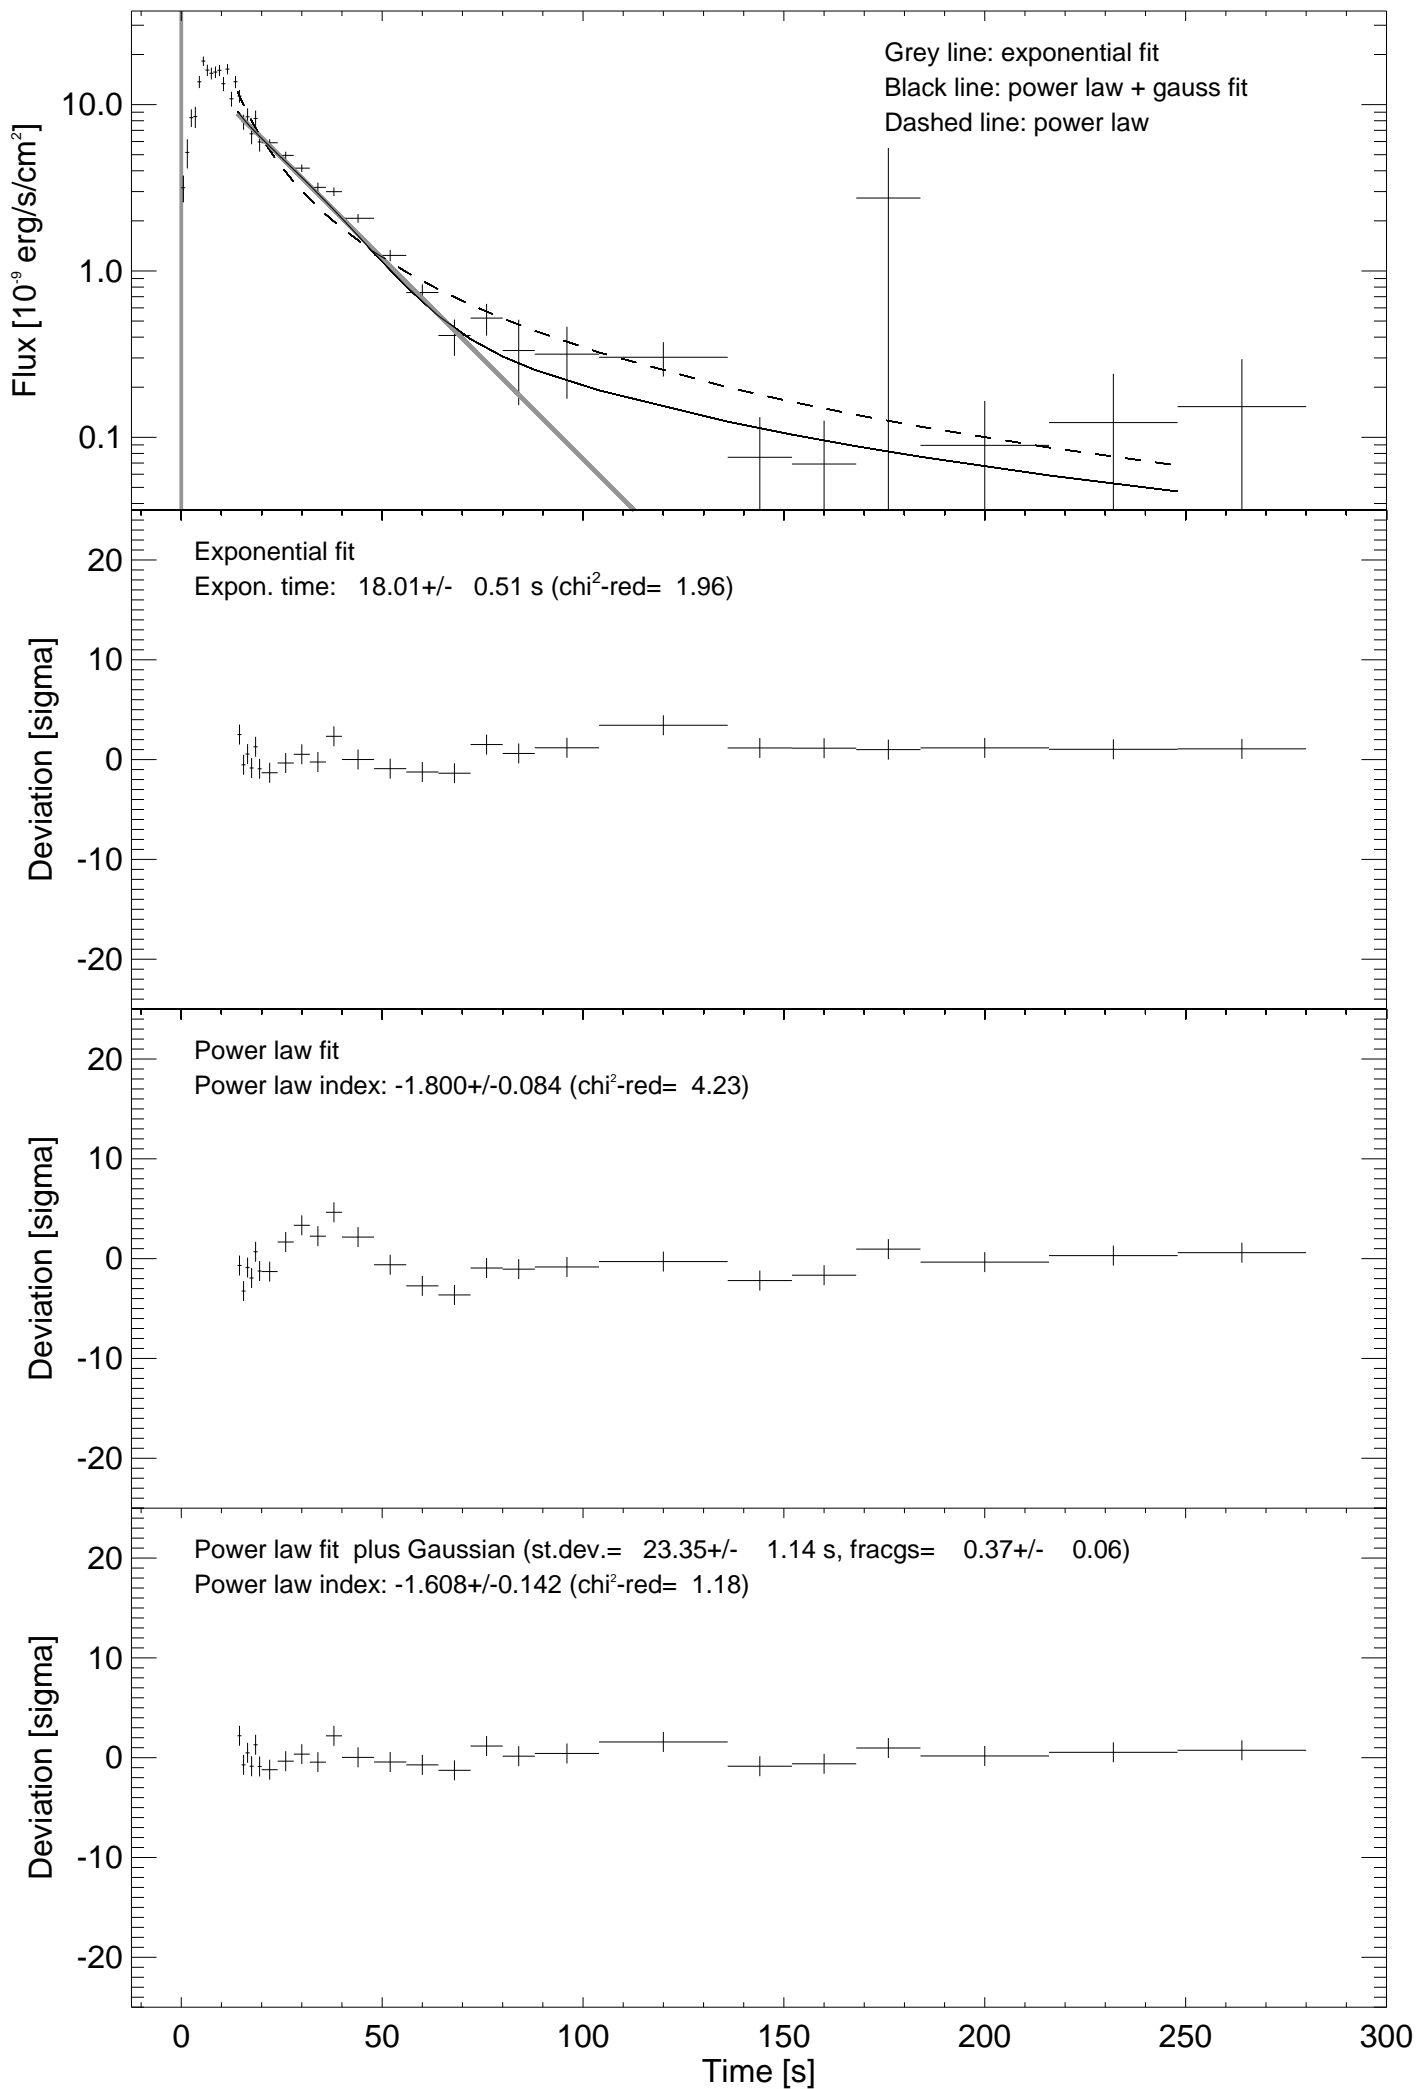 Grey line: exponential fit
Black line: power law + gauss fit
Dashed line: power law
10.0
1.0
0.1
Flux [10⁻⁹ erg/s/cm²]
Exponential fit
Expon. time: 18.01+/- 0.51 s (chi²-red= 1.96)
20
10
0
-10
-20
Deviation [sigma]
Power law fit
Power law index: -1.800+/-0.084 (chi²-red= 4.23)
20
10
0
-10
-20
Deviation [sigma]
Power law fit plus Gaussian (st.dev.= 23.35+/- 1.14 s, fracgs= 0.37+/- 0.06)
Power law index: -1.608+/-0.142 (chi²-red= 1.18)
20
10
0
-10
-20
Deviation [sigma]
0 50 100 150 200 250 300
Time [s]